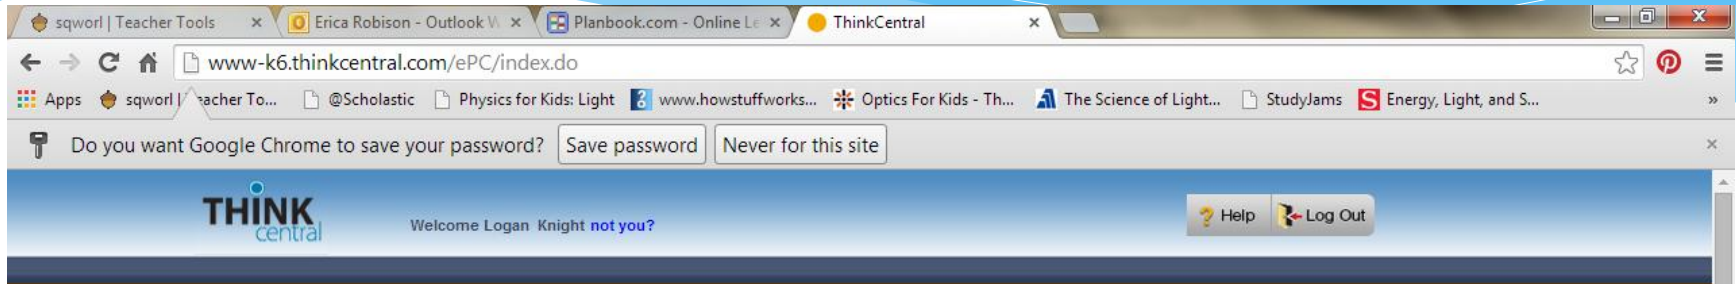 sqworl | Teacher Tools Erica Robison - Outlook W Planbook.com - Online Le ThinkCentral
www-k6.thinkcentral.com/ePC/index.do
Apps sqworl | Teacher To... @Scholastic Physics for Kids: Light www.howstuffworks... Optics For Kids - Th... The Science of Light... StudyJams Energy, Light, and S... »
Do you want Google Chrome to save your password? Save password Never for this site
THINK central Welcome Logan Knight not you? ? Help Log Out